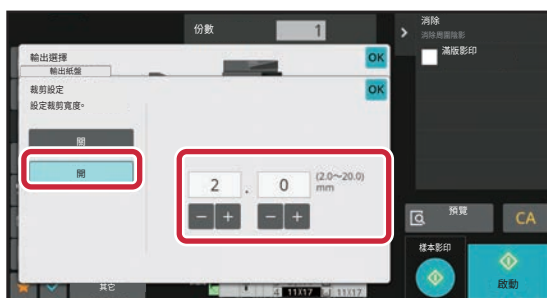 份數
1
消除
消除周圍陰影
滿版影印
輸出選擇
OK
輸出紙盤
裁剪設定
OK
設定裁剪寬度。
關
開
2 . 0 (2.0～20.0)
mm
− + − +
預覽
CA
樣本影印
啟動
其它
4 11X17
11X17